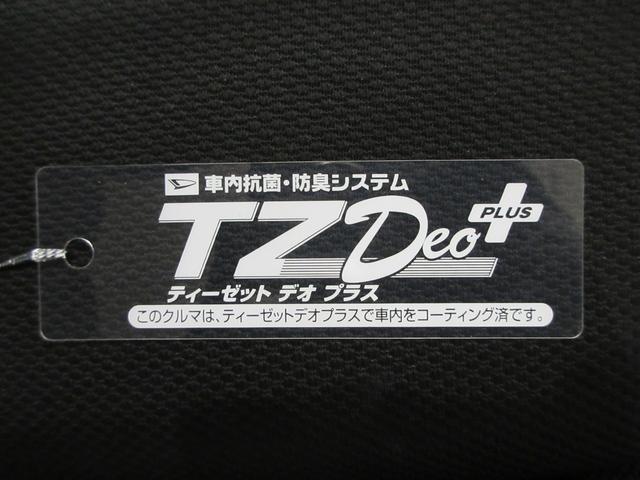 車内抗菌・防臭システム
TZDeo PLUS
ティーゼット デオ プラス
このクルマは、ティーゼットデオプラスで車内をコーティング済です。